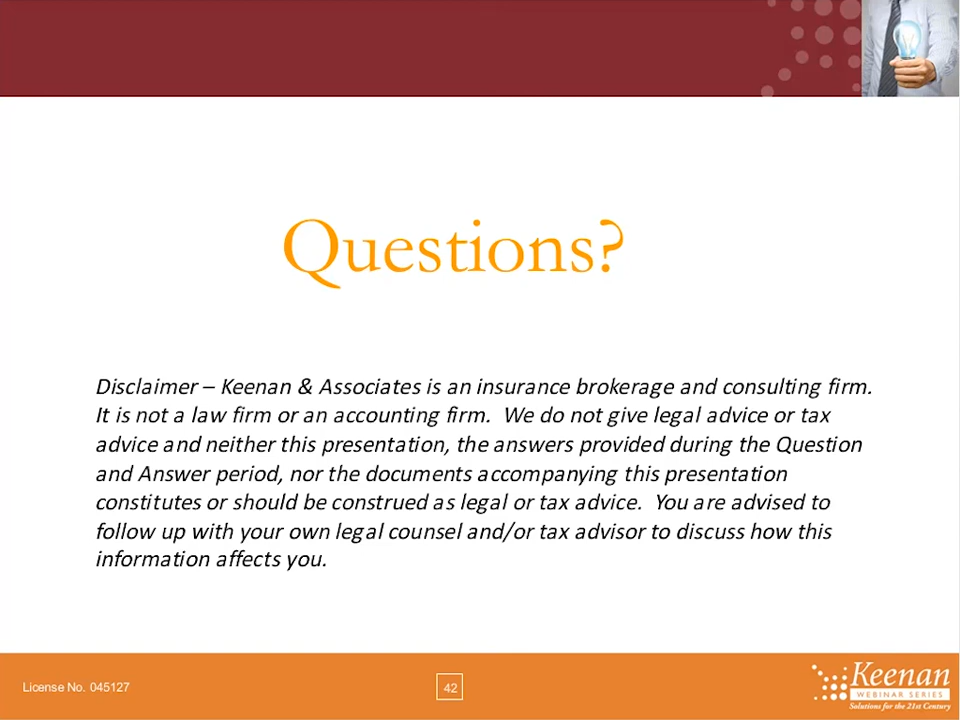 Questions?
Disclaimer – Keenan & Associates is an insurance brokerage and consulting firm.
It is not a law firm or an accounting firm.  We do not give legal advice or tax
advice and neither this presentation, the answers provided during the Question
and Answer period, nor the documents accompanying this presentation
constitutes or should be construed as legal or tax advice.  You are advised to
follow up with your own legal counsel and/or tax advisor to discuss how this
information affects you.
License No. 045127
42
Keenan
WEBINAR SERIES
Solutions for the 21st Century